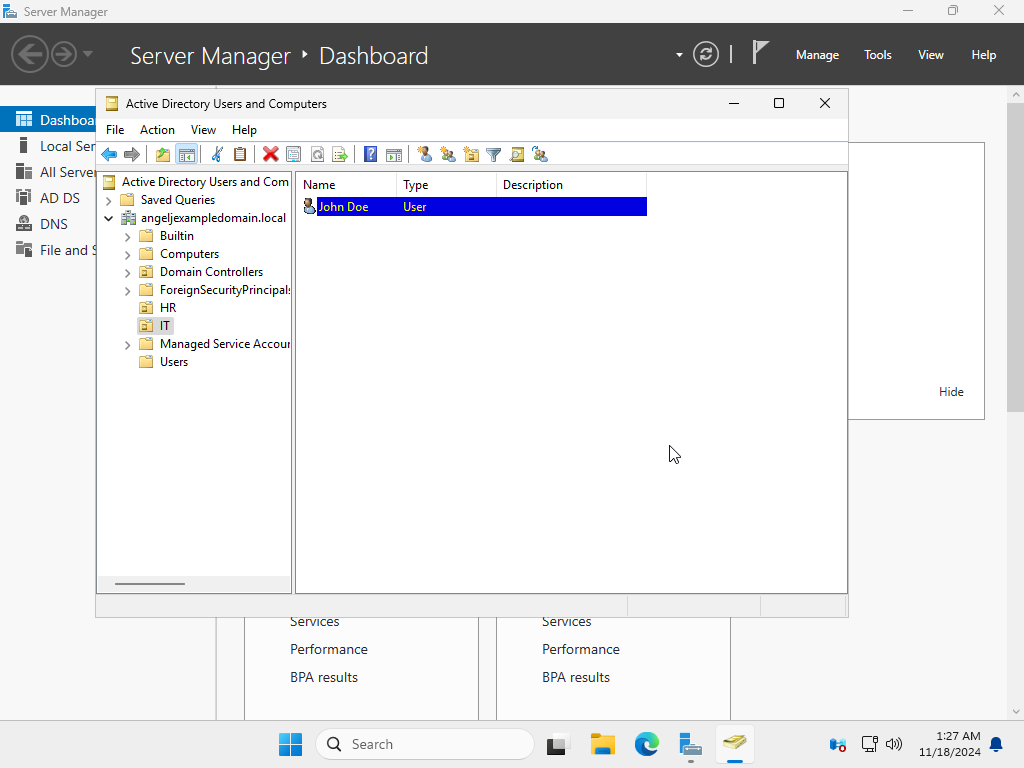 Server Manager
Server Manager ‣ Dashboard
Manage Tools View Help
Dashboa
Local Ser
All Server
AD DS
DNS
File and S
Active Directory Users and Computers
File Action View Help
Active Directory Users and Com
Saved Queries
angeljexampledomain.local
Builtin
Computers
Domain Controllers
ForeignSecurityPrincipals
HR
IT
Managed Service Accour
Users
Name Type Description
John Doe User
Hide
Services
Performance
BPA results
Services
Performance
BPA results
Search
1:27 AM
11/18/2024